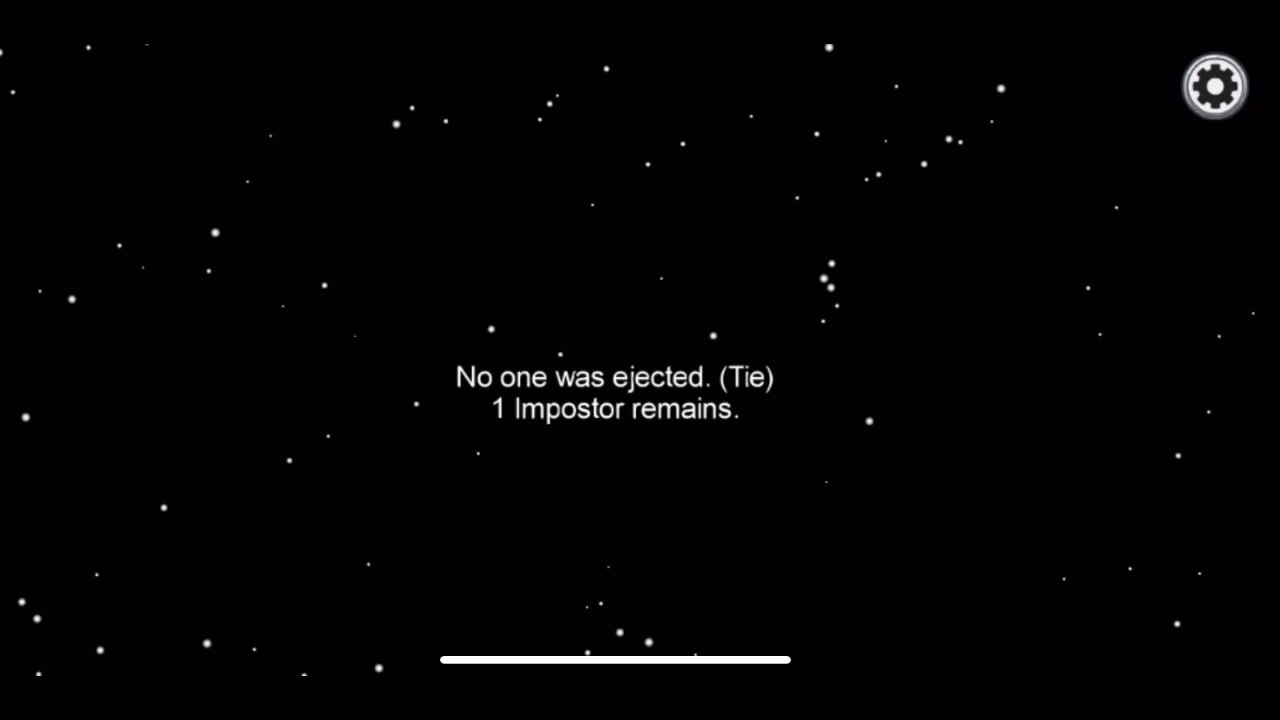 No one was ejected. (Tie)
1 Impostor remains.